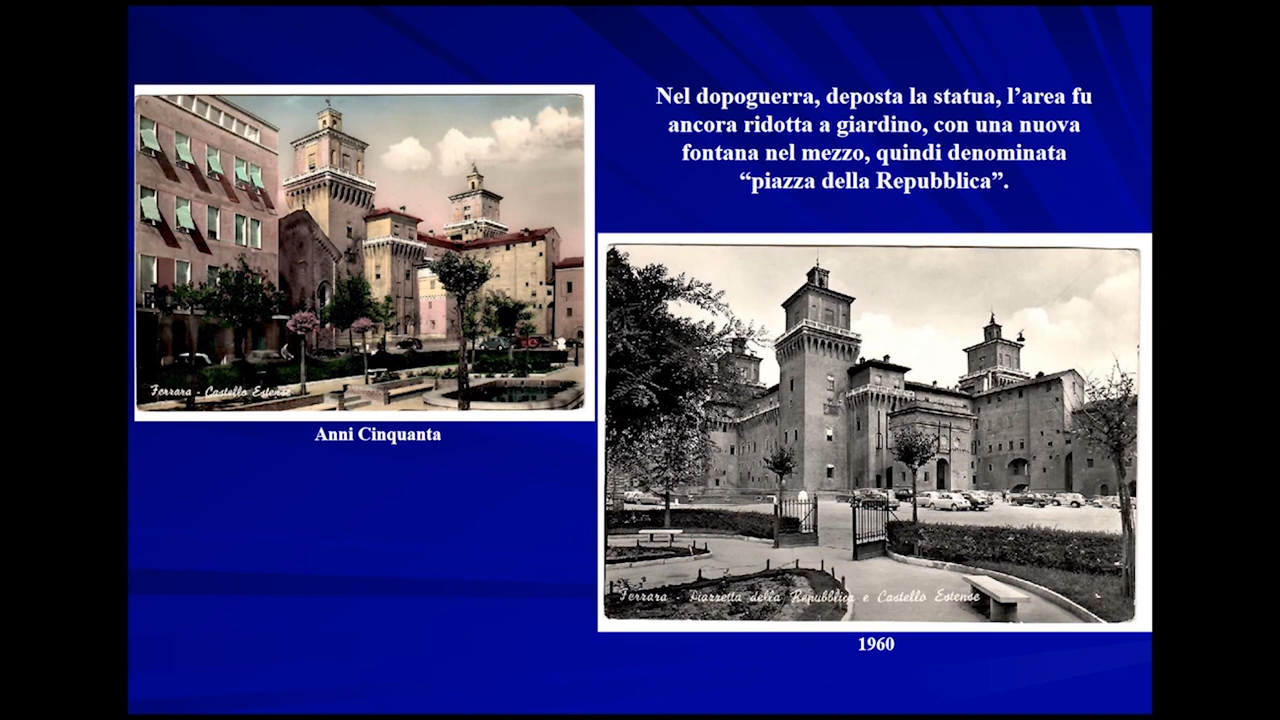 Nel dopoguerra, deposta la statua, l’area fu
ancora ridotta a giardino, con una nuova
fontana nel mezzo, quindi denominata
“piazza della Repubblica”.
Ferrara - Castello Estense
Anni Cinquanta
Ferrara - Piazzetta della Repubblica e Castello Estense
1960